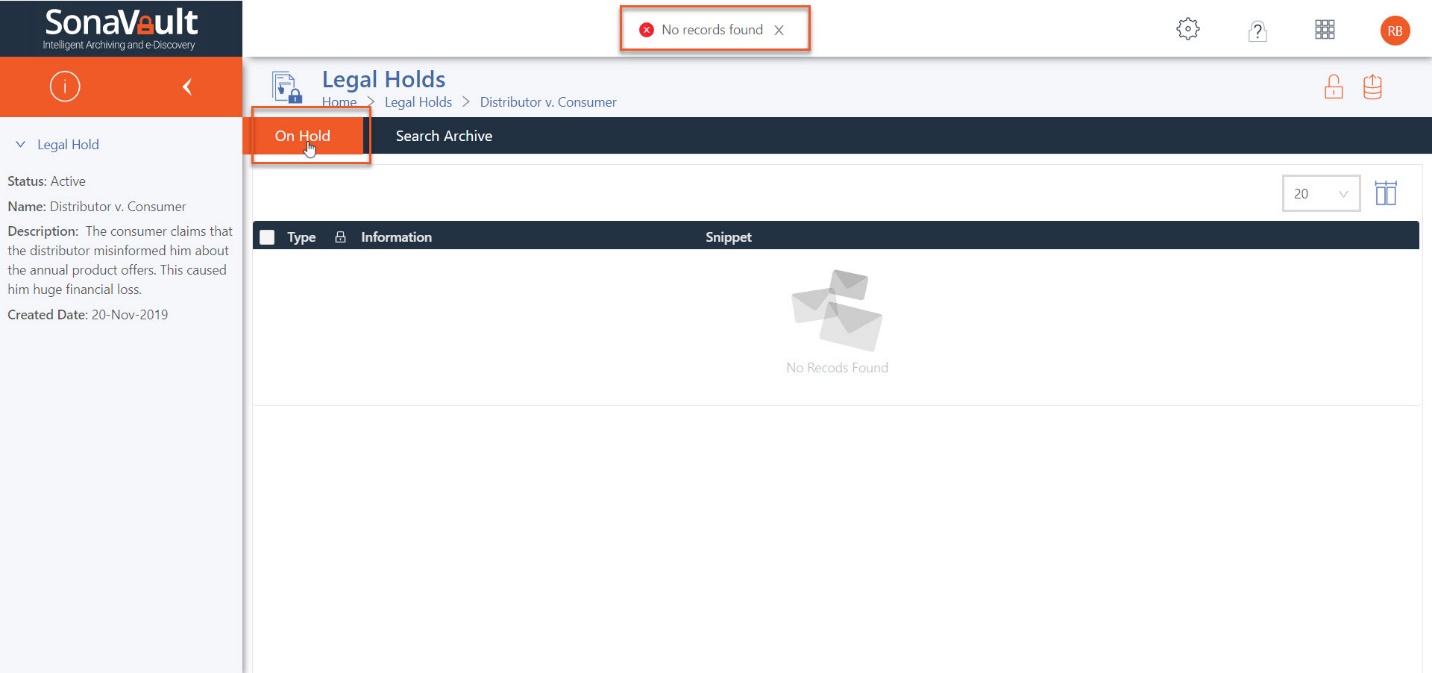 SonaVault
Intelligent Archiving and e-Discovery
No records found
RB
Legal Holds
Home > Legal Holds > Distributor v. Consumer
On Hold
Search Archive
Legal Hold
Status: Active
Name: Distributor v. Consumer
Description: The consumer claims that
the distributor misinformed him about
the annual product offers. This caused
him huge financial loss.
Created Date: 20-Nov-2019
20
Type Information Snippet
No Recods Found